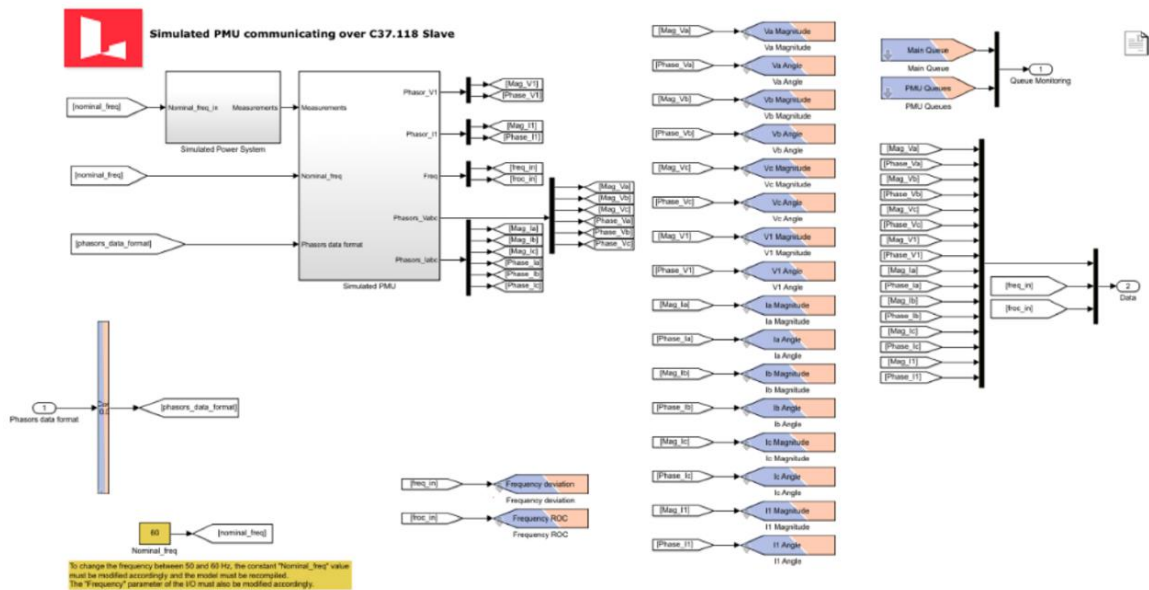 Simulated PMU communicating over C37.118 Slave
[nominal_freq]
Nominal_freq_in
Measurements
Simulated Power System
[nominal_freq]
[phasors_data_format]
Measurements
Nominal_freq
Phasors data format
Phasor_V1
Phasor_I1
Freq
Phasors_Vabc
Phasors_Iabc
Simulated PMU
[Mag_V1]
[Phase_V1]
[Mag_I1]
[Phase_I1]
[freq_in]
[froc_in]
[Mag_Va]
[Mag_Vb]
[Mag_Vc]
[Phase_Va]
[Phase_Vb]
[Phase_Vc]
[Mag_Ia]
[Mag_Ib]
[Mag_Ic]
[Phase_Ia]
[Phase_Ib]
[Phase_Ic]
1
Phasors data format
[phasors_data_format]
60
Nominal_freq
[nominal_freq]
To change the frequency between 50 and 60 Hz, the constant "Nominal_freq" value
must be modified accordingly and the model must be recompiled.
The "Frequency" parameter of the I/O must also be modified accordingly.
[freq_in]
Frequency deviation
Frequency deviation
[froc_in]
Frequency ROC
Frequency ROC
[Mag_Va]
Va Magnitude
Va Magnitude
[Phase_Va]
Va Angle
Va Angle
[Mag_Vb]
Vb Magnitude
Vb Magnitude
[Phase_Vb]
Vb Angle
Vb Angle
[Mag_Vc]
Vc Magnitude
Vc Magnitude
[Phase_Vc]
Vc Angle
Vc Angle
[Mag_V1]
V1 Magnitude
V1 Magnitude
[Phase_V1]
V1 Angle
V1 Angle
[Mag_Ia]
Ia Magnitude
Ia Magnitude
[Phase_Ia]
Ia Angle
Ia Angle
[Mag_Ib]
Ib Magnitude
Ib Magnitude
[Phase_Ib]
Ib Angle
Ib Angle
[Mag_Ic]
Ic Magnitude
Ic Magnitude
[Phase_Ic]
Ic Angle
Ic Angle
[Mag_I1]
I1 Magnitude
I1 Magnitude
[Phase_I1]
I1 Angle
I1 Angle
Main Queue
Main Queue
PMU Queues
PMU Queues
1
Queue Monitoring
[Mag_Va]
[Phase_Va]
[Mag_Vb]
[Phase_Vb]
[Mag_Vc]
[Phase_Vc]
[Mag_V1]
[Phase_V1]
[Mag_Ia]
[Phase_Ia]
[Mag_Ib]
[Phase_Ib]
[Mag_Ic]
[Phase_Ic]
[Mag_I1]
[Phase_I1]
[freq_in]
[froc_in]
2
Data